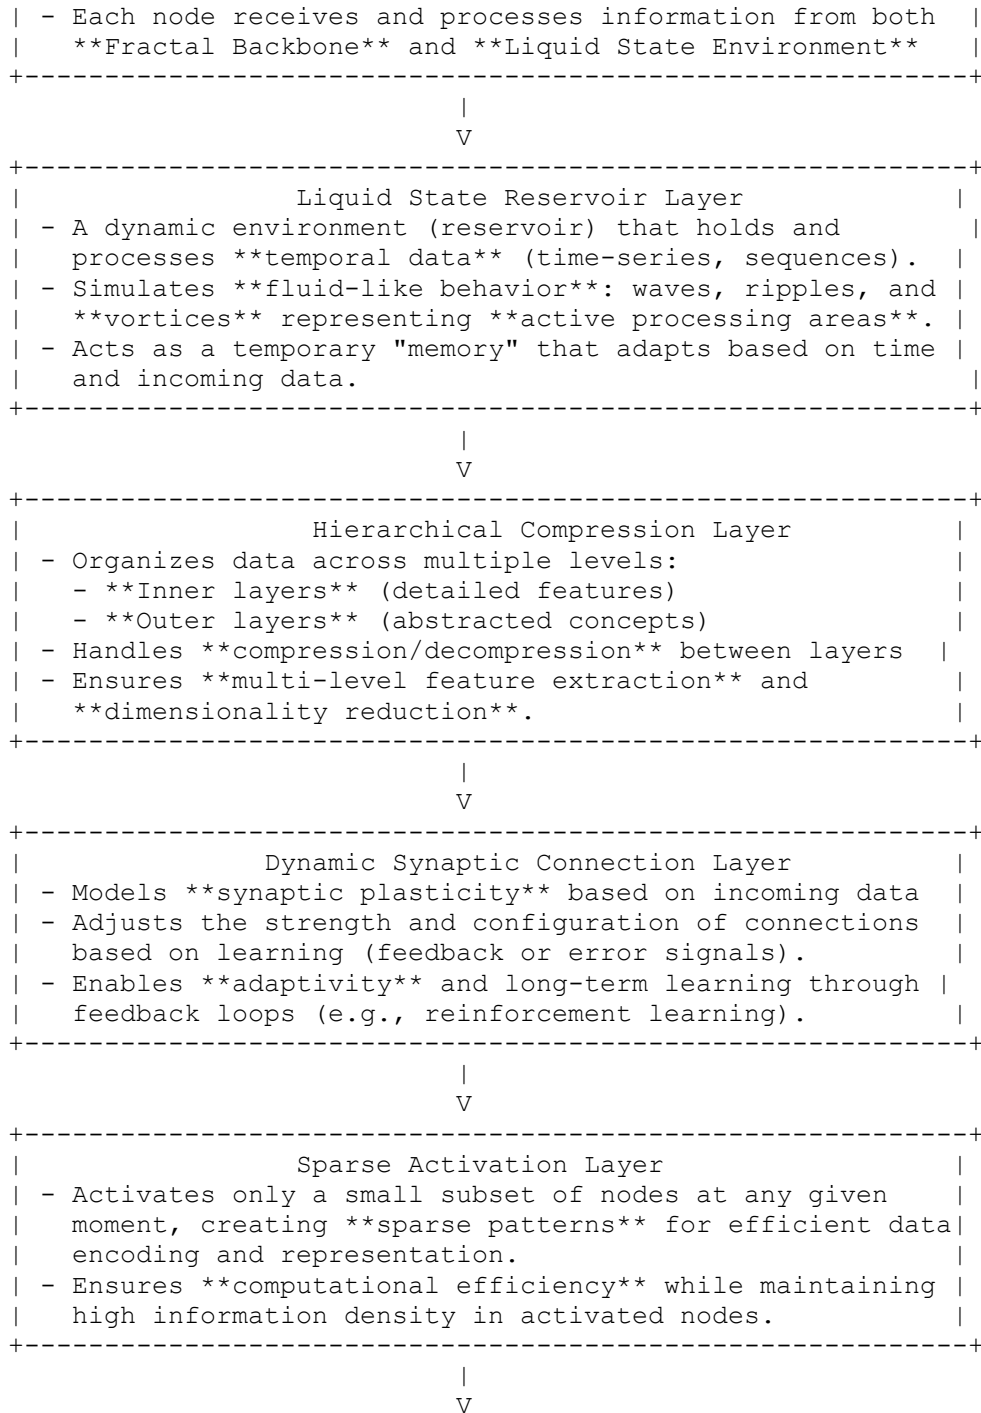 | - Each node receives and processes information from both  |
|   **Fractal Backbone** and **Liquid State Environment**   |
+-----------------------------------------------------------+
                            |
                            V
+-----------------------------------------------------------+
|                 Liquid State Reservoir Layer             |
| - A dynamic environment (reservoir) that holds and        |
|   processes **temporal data** (time-series, sequences).  |
| - Simulates **fluid-like behavior**: waves, ripples, and |
|   **vortices** representing **active processing areas**. |
| - Acts as a temporary "memory" that adapts based on time |
|   and incoming data.                                      |
+-----------------------------------------------------------+
                            |
                            V
+-----------------------------------------------------------+
|                  Hierarchical Compression Layer          |
| - Organizes data across multiple levels:                 |
|   - **Inner layers** (detailed features)                 |
|   - **Outer layers** (abstracted concepts)               |
| - Handles **compression/decompression** between layers  |
| - Ensures **multi-level feature extraction** and         |
|   **dimensionality reduction**.                          |
+-----------------------------------------------------------+
                            |
                            V
+-----------------------------------------------------------+
|               Dynamic Synaptic Connection Layer          |
| - Models **synaptic plasticity** based on incoming data  |
| - Adjusts the strength and configuration of connections  |
|   based on learning (feedback or error signals).         |
| - Enables **adaptivity** and long-term learning through |
|   feedback loops (e.g., reinforcement learning).         |
+-----------------------------------------------------------+
                            |
                            V
+-----------------------------------------------------------+
|                 Sparse Activation Layer                  |
| - Activates only a small subset of nodes at any given    |
|   moment, creating **sparse patterns** for efficient data|
|   encoding and representation.                           |
| - Ensures **computational efficiency** while maintaining |
|   high information density in activated nodes.           |
+-----------------------------------------------------------+
                            |
                            V